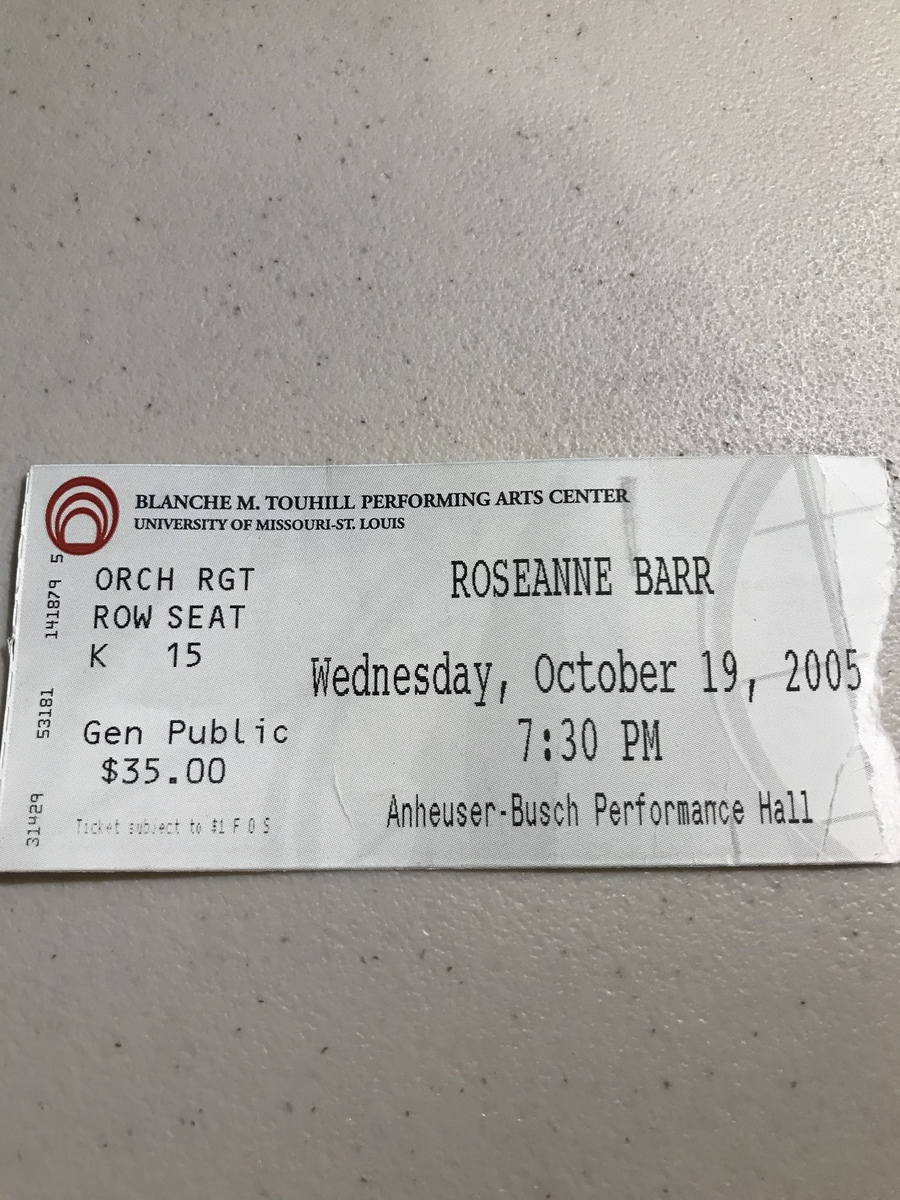 BLANCHE M. TOUHILL PERFORMING ARTS CENTER
UNIVERSITY OF MISSOURI-ST. LOUIS
ORCH RGT
ROW SEAT
K 15
Gen Public
$35.00
Ticket subject to $1 F O S
ROSEANNE BARR
Wednesday, October 19, 2005
7:30 PM
Anheuser-Busch Performance Hall
31429 53181 141879 5